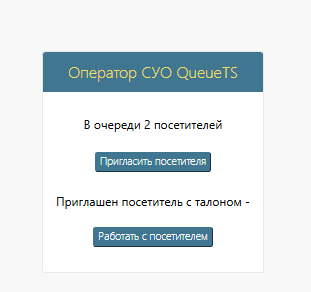 Оператор СУО QueueTS
В очереди 2 посетителей
Пригласить посетителя
Приглашен посетитель с талоном -
Работать с посетителем